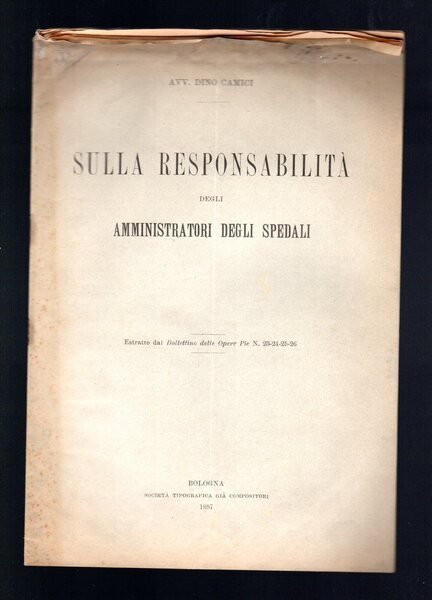 AVV. DINO CAMICI
SULLA RESPONSABILITÀ
DEGLI
AMMINISTRATORI DEGLI SPEDALI
Estratto dai Bollettino delle Opere Pie N. 23-24-25-26
BOLOGNA
SOCIETÀ TIPOGRAFICA GIÀ COMPOSITORI
1897